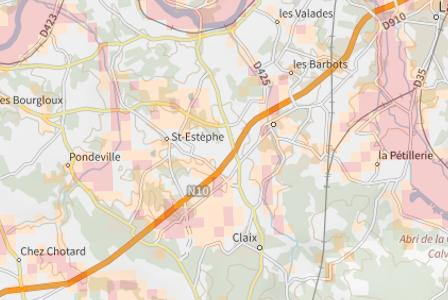 les Valades
D910
D423
les Barbots
D425
D35
es Bourgloux
St-Estèphe
Pondeville
la Pétillerie
N10
Claix
Abri de la
Calv
Chez Chotard